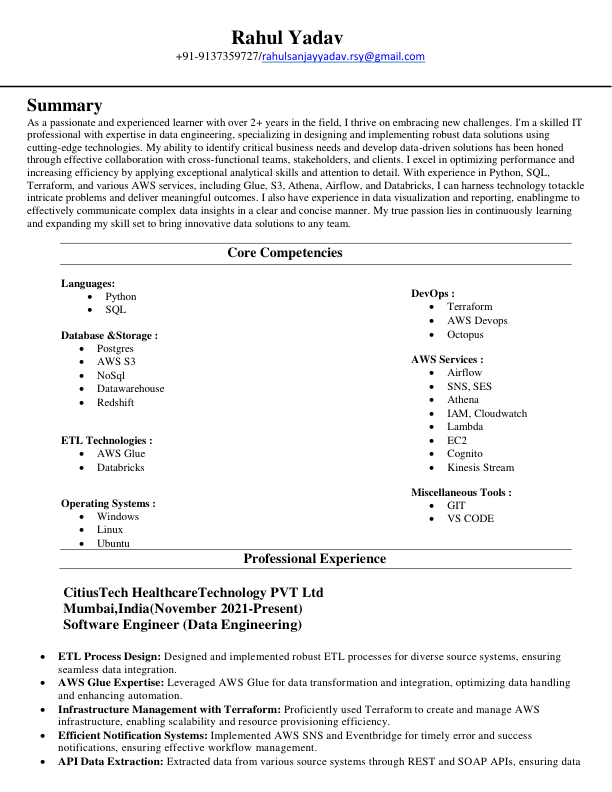 Rahul Yadav
+91-9137359727/rahulsanjayyadav.rsy@gmail.com
Summary
As a passionate and experienced learner with over 2+ years in the field, I thrive on embracing new challenges. I'm a skilled IT
professional with expertise in data engineering, specializing in designing and implementing robust data solutions using
cutting-edge technologies. My ability to identify critical business needs and develop data-driven solutions has been honed
through effective collaboration with cross-functional teams, stakeholders, and clients. I excel in optimizing performance and
increasing efficiency by applying exceptional analytical skills and attention to detail. With experience in Python, SQL,
Terraform, and various AWS services, including Glue, S3, Athena, Airflow, and Databricks, I can harness technology totackle
intricate problems and deliver meaningful outcomes. I also have experience in data visualization and reporting, enablingme to
effectively communicate complex data insights in a clear and concise manner. My true passion lies in continuously learning
and expanding my skill set to bring innovative data solutions to any team.
Core Competencies
Languages:
• Python
• SQL
Database &Storage :
• Postgres
• AWS S3
• NoSql
• Datawarehouse
• Redshift
ETL Technologies :
• AWS Glue
• Databricks
Operating Systems :
• Windows
• Linux
• Ubuntu
DevOps :
• Terraform
• AWS Devops
• Octopus
AWS Services :
• Airflow
• SNS, SES
• Athena
• IAM, Cloudwatch
• Lambda
• EC2
• Cognito
• Kinesis Stream
Miscellaneous Tools :
• GIT
• VS CODE
Professional Experience
CitiusTech HealthcareTechnology PVT Ltd
Mumbai,India(November 2021-Present)
Software Engineer (Data Engineering)
• ETL Process Design: Designed and implemented robust ETL processes for diverse source systems, ensuring
seamless data integration.
• AWS Glue Expertise: Leveraged AWS Glue for data transformation and integration, optimizing data handling
and enhancing automation.
• Infrastructure Management with Terraform: Proficiently used Terraform to create and manage AWS
infrastructure, enabling scalability and resource provisioning efficiency.
• Efficient Notification Systems: Implemented AWS SNS and Eventbridge for timely error and success
notifications, ensuring effective workflow management.
• API Data Extraction: Extracted data from various source systems through REST and SOAP APIs, ensuring data